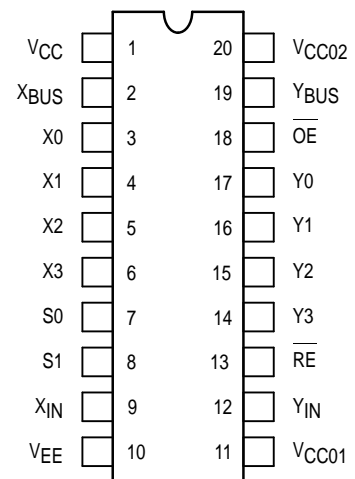 VCC 1 20 VCC02
XBUS 2 19 YBUS
X0 3 18 OE
X1 4 17 Y0
X2 5 16 Y1
X3 6 15 Y2
S0 7 14 Y3
S1 8 13 RE
XIN 9 12 YIN
VEE 10 11 VCC01